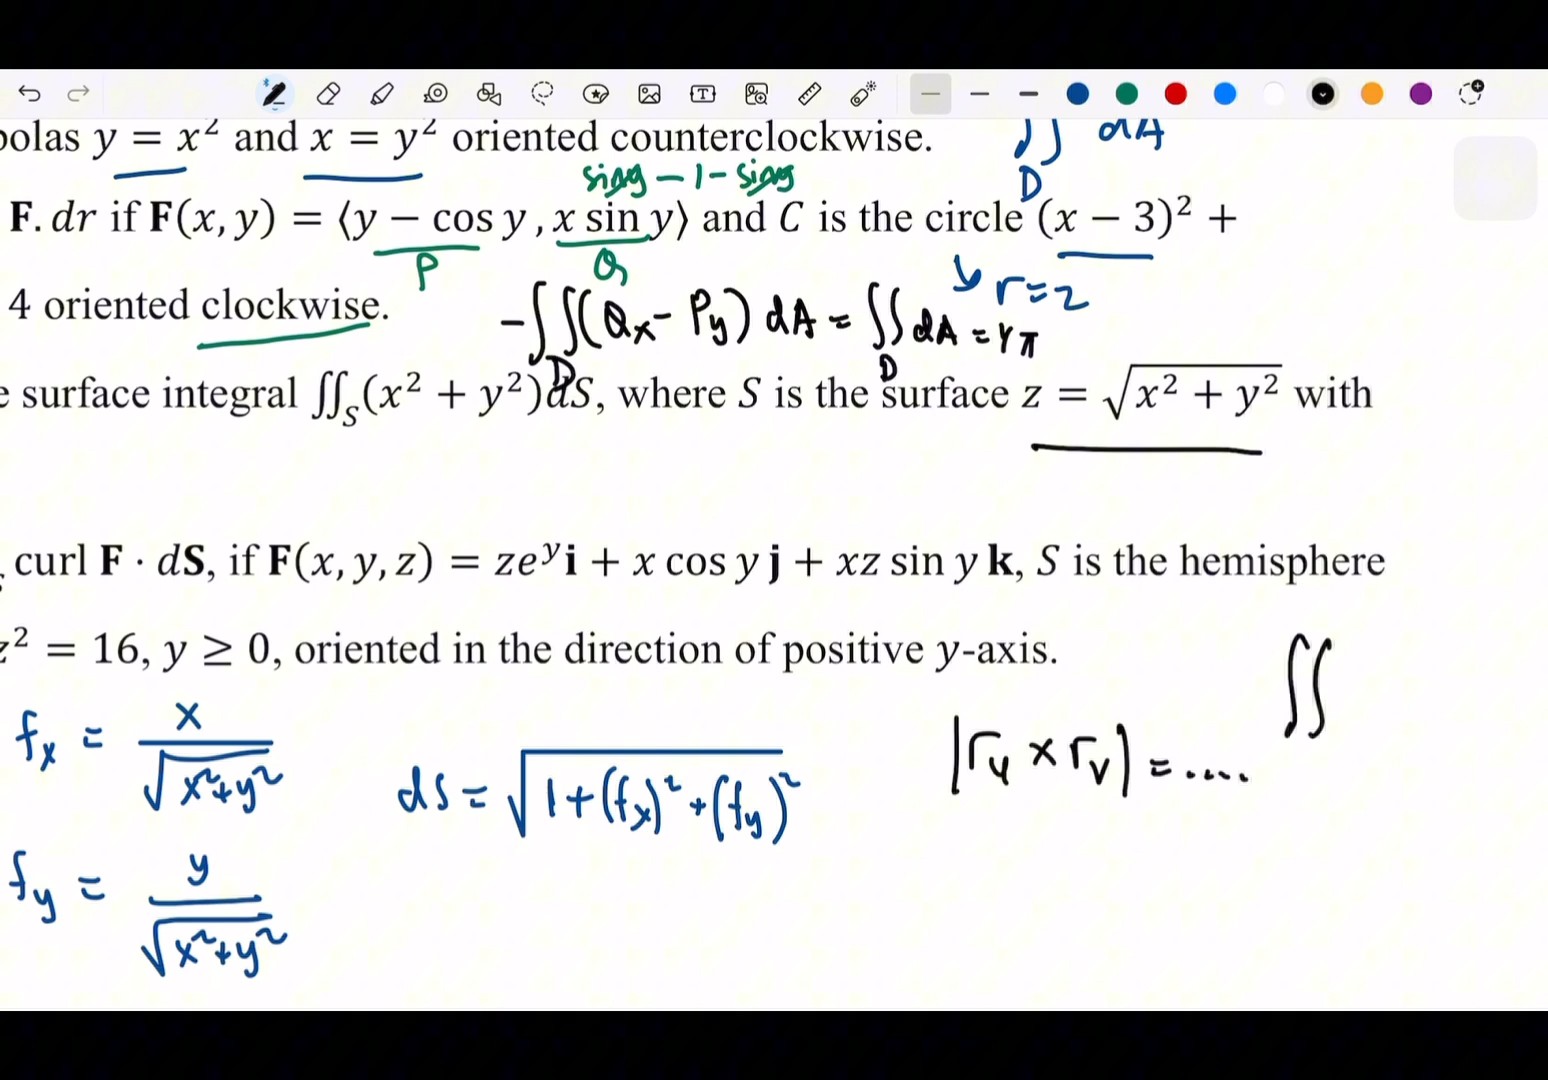 polas y = x² and x = y² oriented counterclockwise.
∬ dA
D
sin y − 1 − sin y
F. dr if F(x, y) = ⟨y − cos y , x sin y⟩ and C is the circle (x − 3)² +
P
Q
r = 2
4 oriented clockwise.
−∬(Qx − Py) dA = ∬ dA = 4π
D
D
surface integral ∬S(x² + y²)dS, where S is the surface z = √(x² + y²) with
curl F · dS, if F(x, y, z) = zeʸi + x cos y j + xz sin y k, S is the hemisphere
z² = 16, y ≥ 0, oriented in the direction of positive y-axis.
∬
fx = x / √(x²+y²)
ds = √(1+(fx)²+(fy)²)
|ru × rv| = .....
fy = y / √(x²+y²)